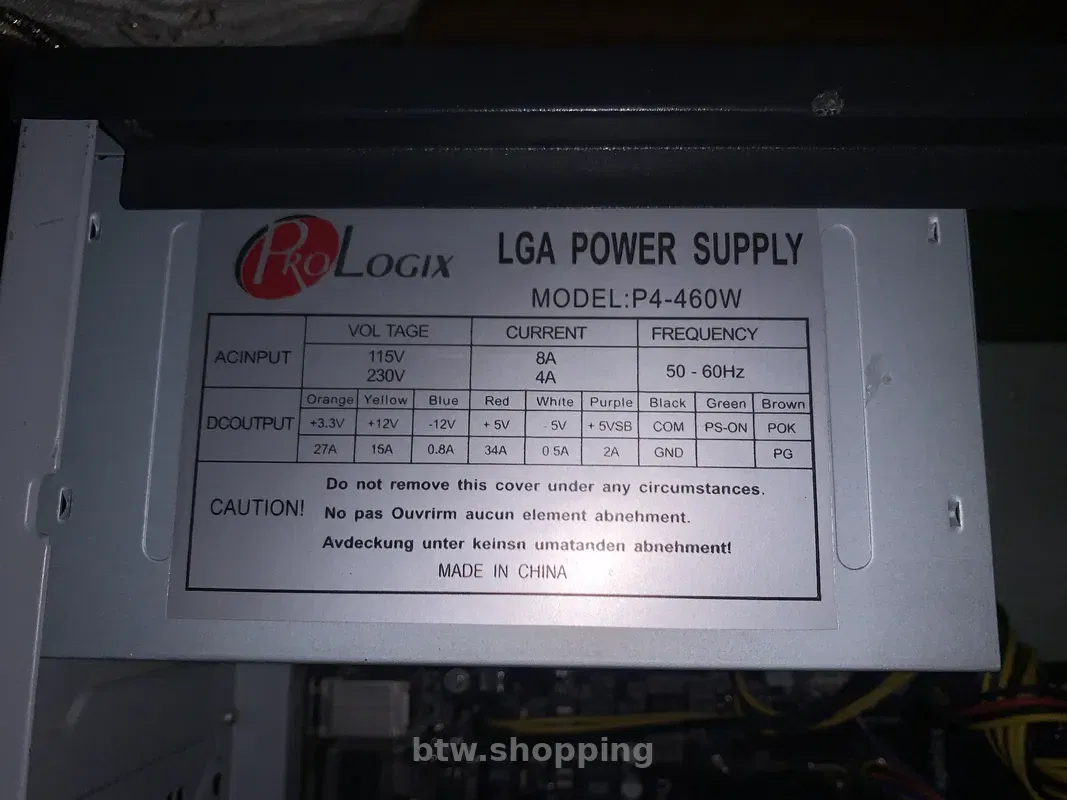 PROLOGIX
LGA POWER SUPPLY
MODEL:P4-460W
VOL TAGE CURRENT FREQUENCY
ACINPUT 115V 8A 50 - 60Hz
230V 4A
Orange Yellow Blue Red White Purple Black Green Brown
DCOUTPUT +3.3V +12V -12V + 5V 5V + 5VSB COM PS-ON POK
27A 15A 0.8A 34A 0 5A 2A GND PG
Do not remove this cover under any circumstances.
CAUTION! No pas Ouvrirm aucun element abnehment.
Avdeckung unter keinsn umatanden abnehment!
MADE IN CHINA
btw.shopping